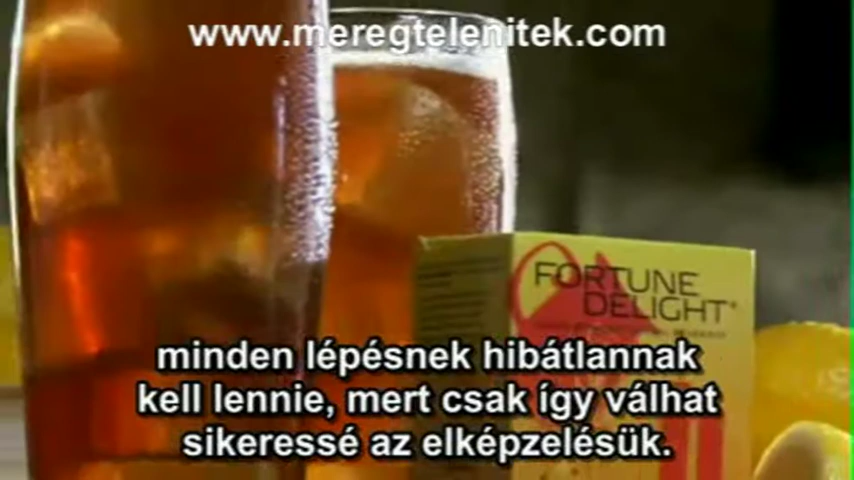 www.meregtelenitek.com
FORTUNE
DELIGHT®
minden lépésnek hibátlannak
kell lennie, mert csak így válhat
sikeressé az elképzelésük.